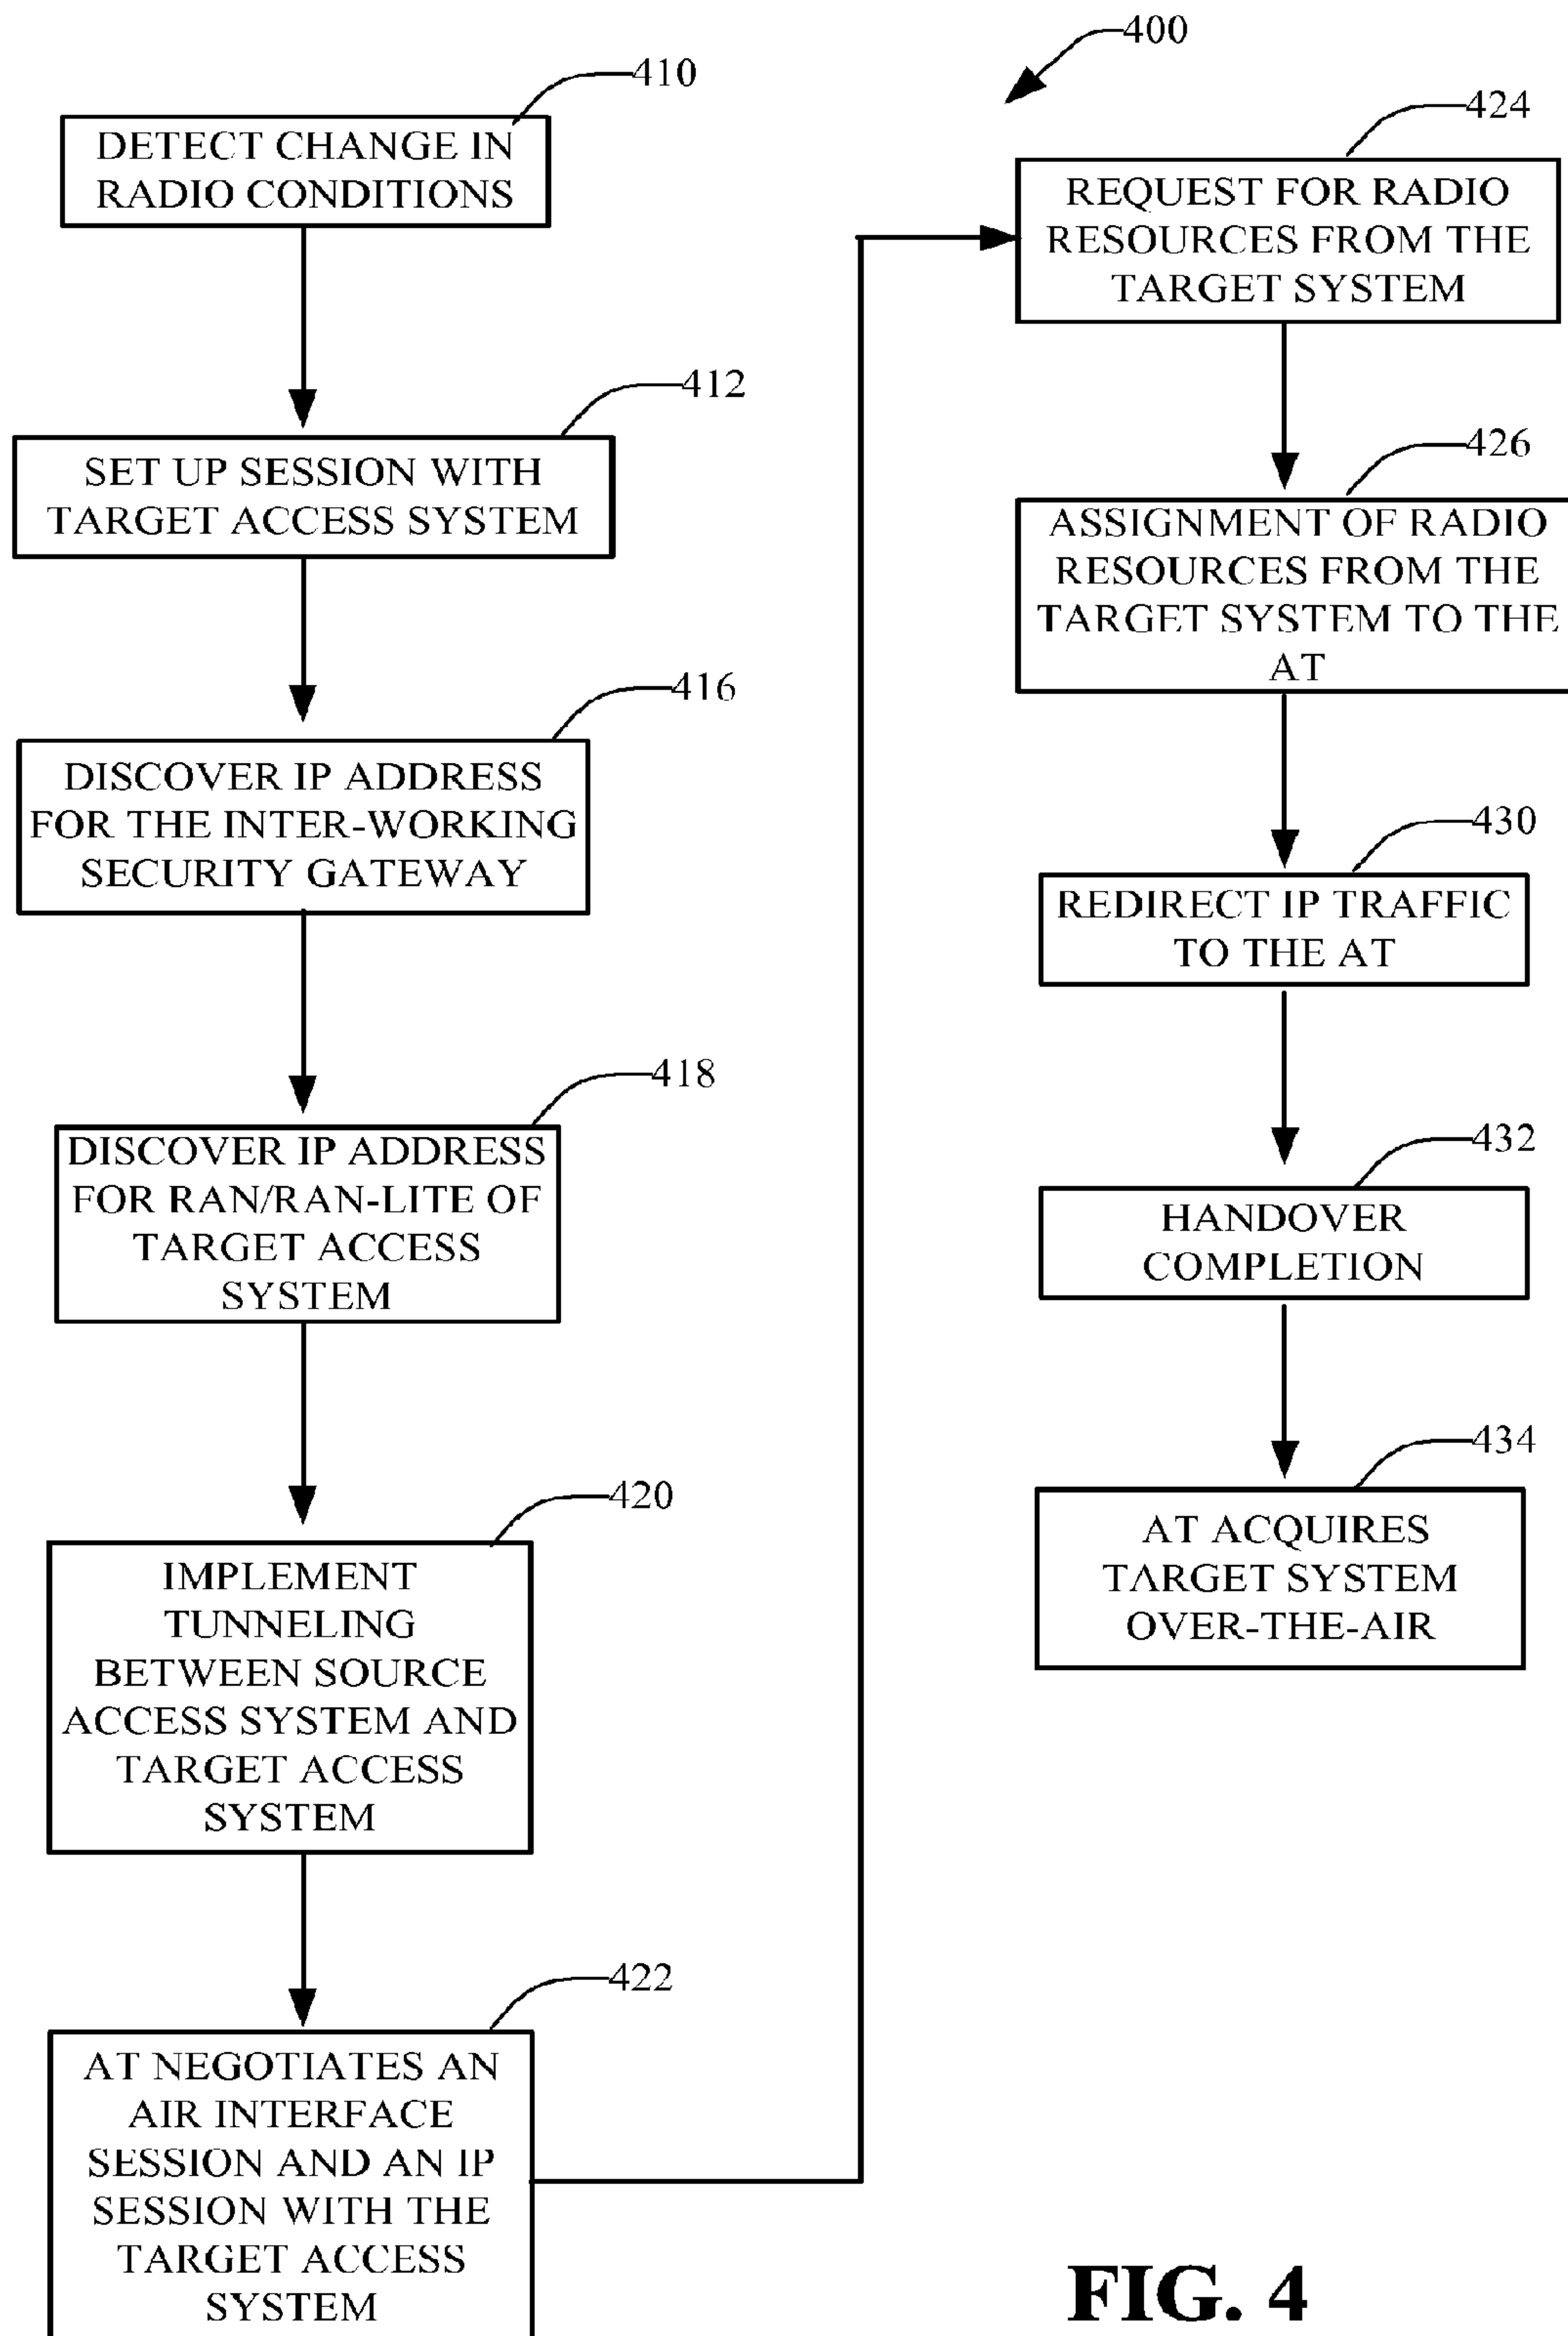 400
410
DETECT CHANGE IN
RADIO CONDITIONS
412
SET UP SESSION WITH
TARGET ACCESS SYSTEM
416
DISCOVER IP ADDRESS
FOR THE INTER-WORKING
SECURITY GATEWAY
418
DISCOVER IP ADDRESS
FOR RAN/RAN-LITE OF
TARGET ACCESS
SYSTEM
420
IMPLEMENT
TUNNELING
BETWEEN SOURCE
ACCESS SYSTEM AND
TARGET ACCESS
SYSTEM
422
AT NEGOTIATES AN
AIR INTERFACE
SESSION AND AN IP
SESSION WITH THE
TARGET ACCESS
SYSTEM
424
REQUEST FOR RADIO
RESOURCES FROM THE
TARGET SYSTEM
426
ASSIGNMENT OF RADIO
RESOURCES FROM THE
TARGET SYSTEM TO THE
AT
430
REDIRECT IP TRAFFIC
TO THE AT
432
HANDOVER
COMPLETION
434
AT ACQUIRES
TARGET SYSTEM
OVER-THE-AIR
FIG. 4